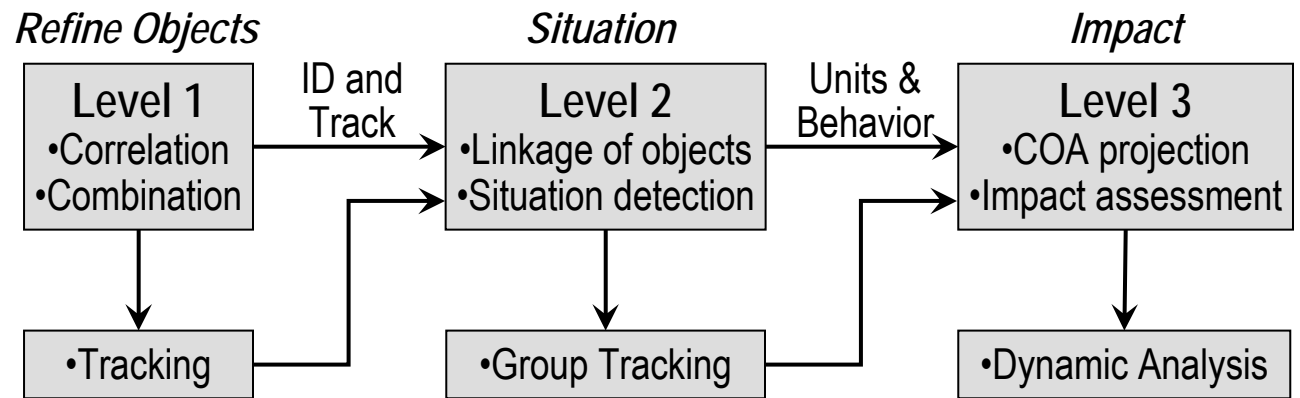 Refine Objects
Situation
Impact
Level 1
•Correlation
•Combination
ID and
Track
Level 2
•Linkage of objects
•Situation detection
Units &
Behavior
Level 3
•COA projection
•Impact assessment
•Tracking
•Group Tracking
•Dynamic Analysis